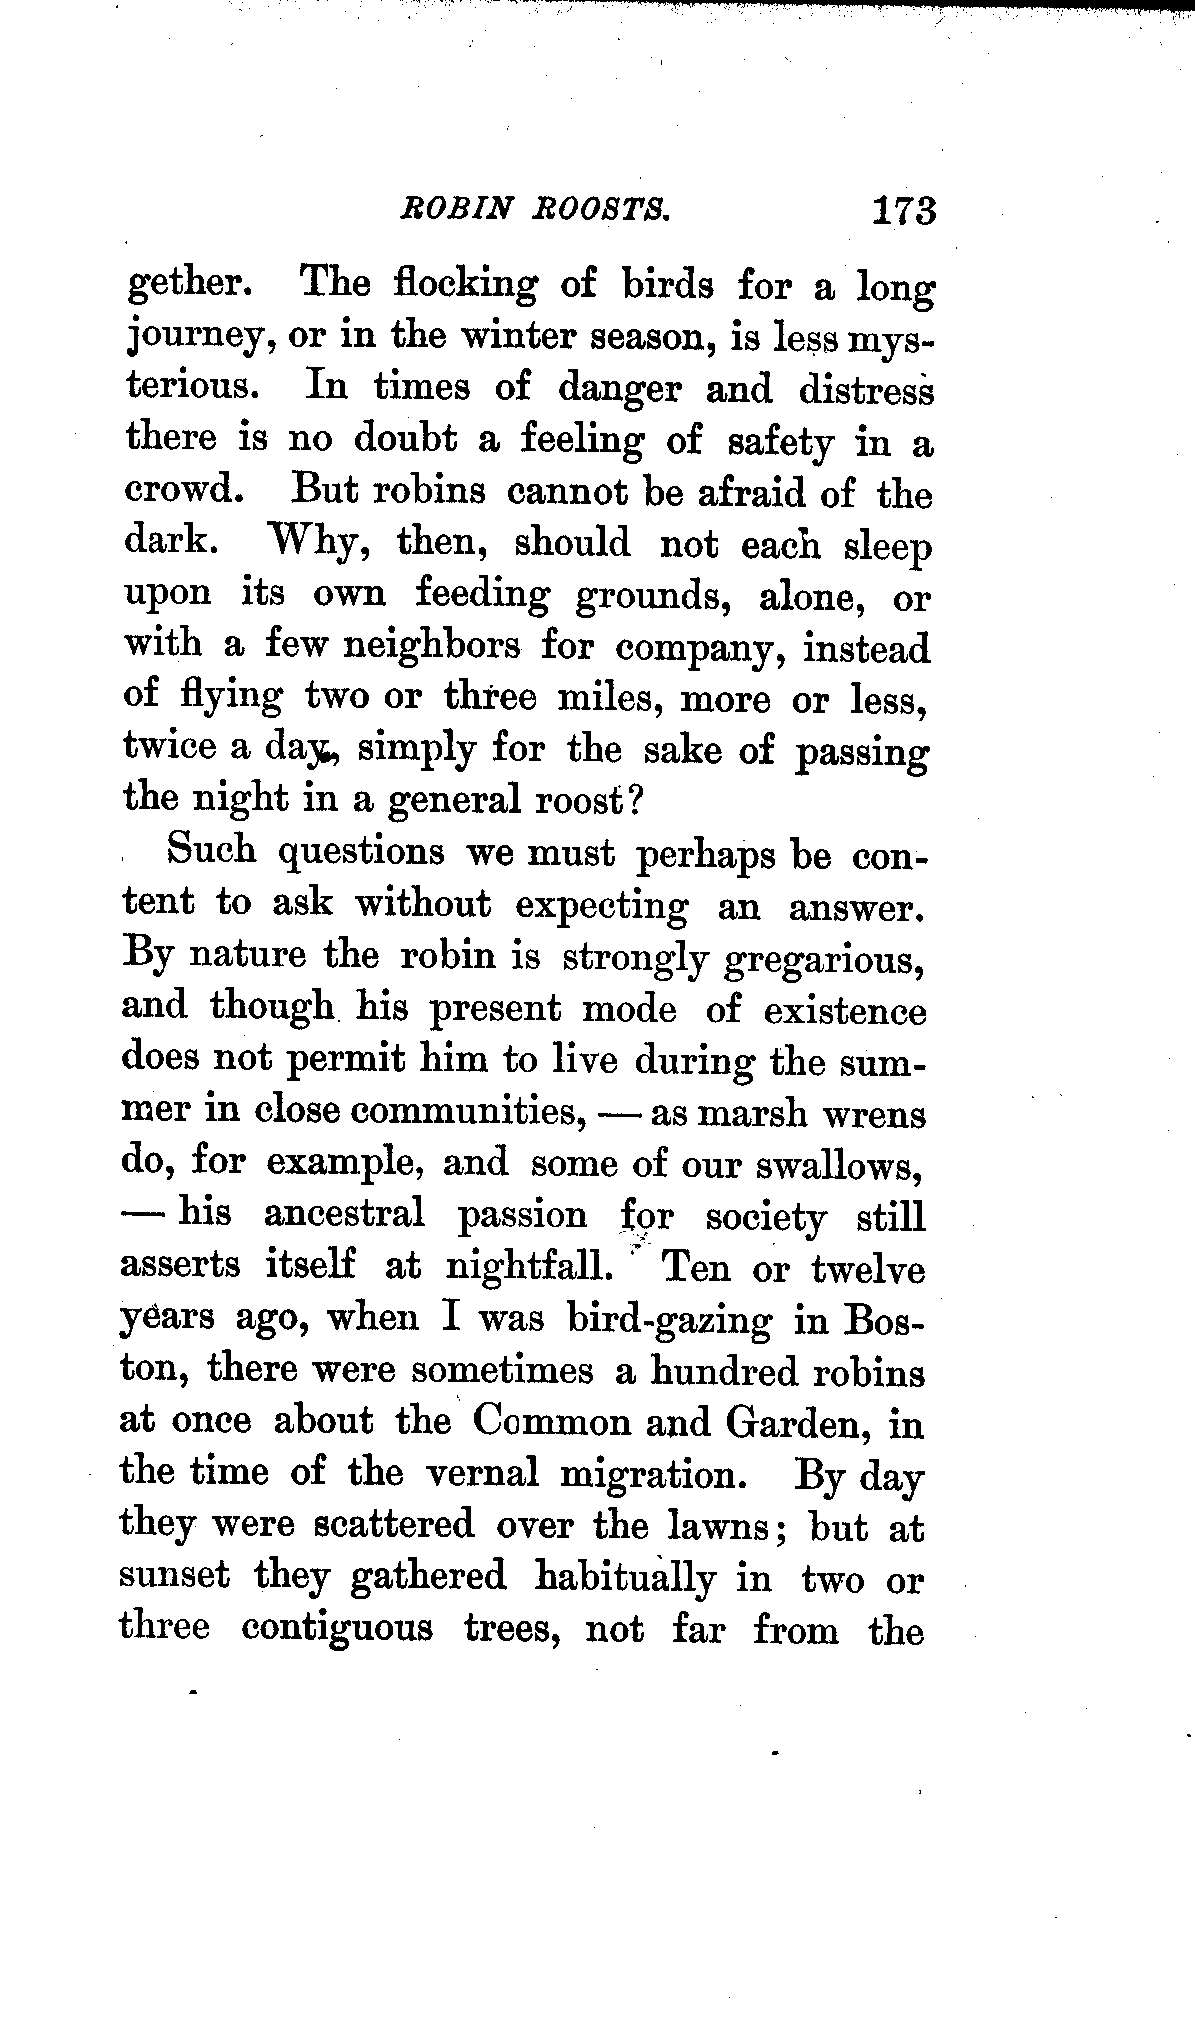 ROBIN ROOSTS. 173
gether. The flocking of birds for a long
journey, or in the winter season, is less mys-
terious. In times of danger and distress
there is no doubt a feeling of safety in a
crowd. But robins cannot be afraid of the
dark. Why, then, should not each sleep
upon its own feeding grounds, alone, or
with a few neighbors for company, instead
of flying two or three miles, more or less,
twice a day, simply for the sake of passing
the night in a general roost?
Such questions we must perhaps be con-
tent to ask without expecting an answer.
By nature the robin is strongly gregarious,
and though his present mode of existence
does not permit him to live during the sum-
mer in close communities, — as marsh wrens
do, for example, and some of our swallows,
— his ancestral passion for society still
asserts itself at nightfall. Ten or twelve
years ago, when I was bird-gazing in Bos-
ton, there were sometimes a hundred robins
at once about the Common and Garden, in
the time of the vernal migration. By day
they were scattered over the lawns; but at
sunset they gathered habitually in two or
three contiguous trees, not far from the